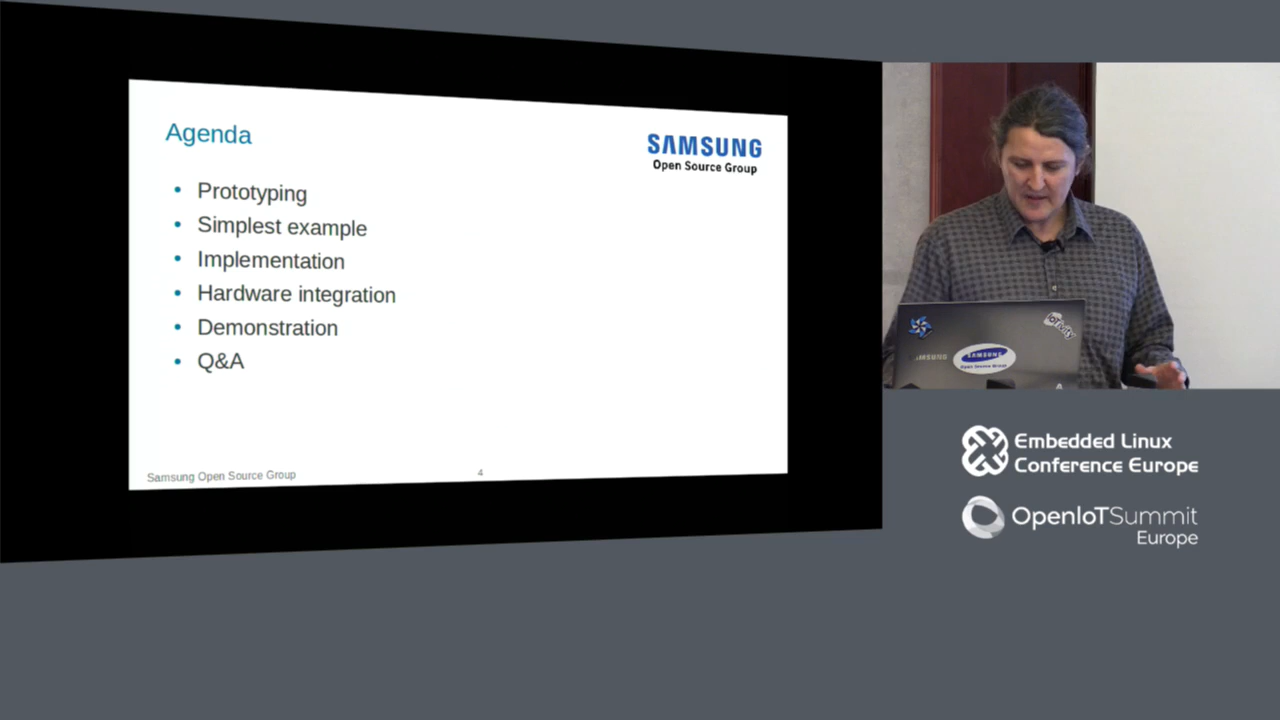 Agenda
SAMSUNG
Open Source Group
Prototyping
Simplest example
Implementation
Hardware integration
Demonstration
Q&A
Samsung Open Source Group
4
SAMSUNG
SAMSUNG
Open Source Group
Embedded Linux
Conference Europe
OpenIoTSummit
Europe